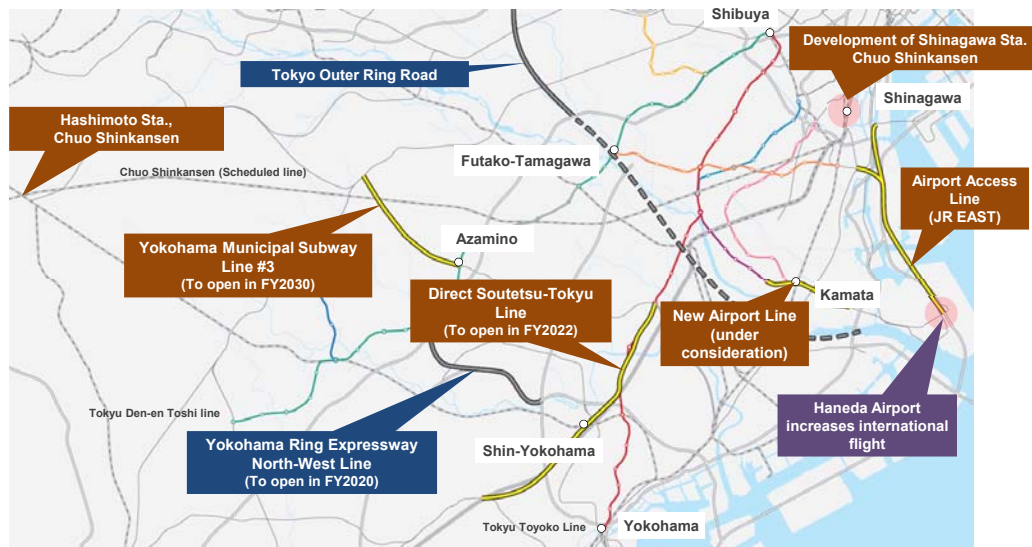 Shibuya
Development of Shinagawa Sta.
Chuo Shinkansen
Tokyo Outer Ring Road
Shinagawa
Hashimoto Sta.,
Chuo Shinkansen
Futako-Tamagawa
Chuo Shinkansen (Scheduled line)
Airport Access
Line
(JR EAST)
Yokohama Municipal Subway
Line #3
(To open in FY2030)
Azamino
Direct Soutetsu-Tokyu
Line
(To open in FY2022)
Kamata
New Airport Line
(under
consideration)
Tokyu Den-en Toshi line
Haneda Airport
increases international
flight
Yokohama Ring Expressway
North-West Line
(To open in FY2020)
Shin-Yokohama
Tokyu Toyoko Line
Yokohama